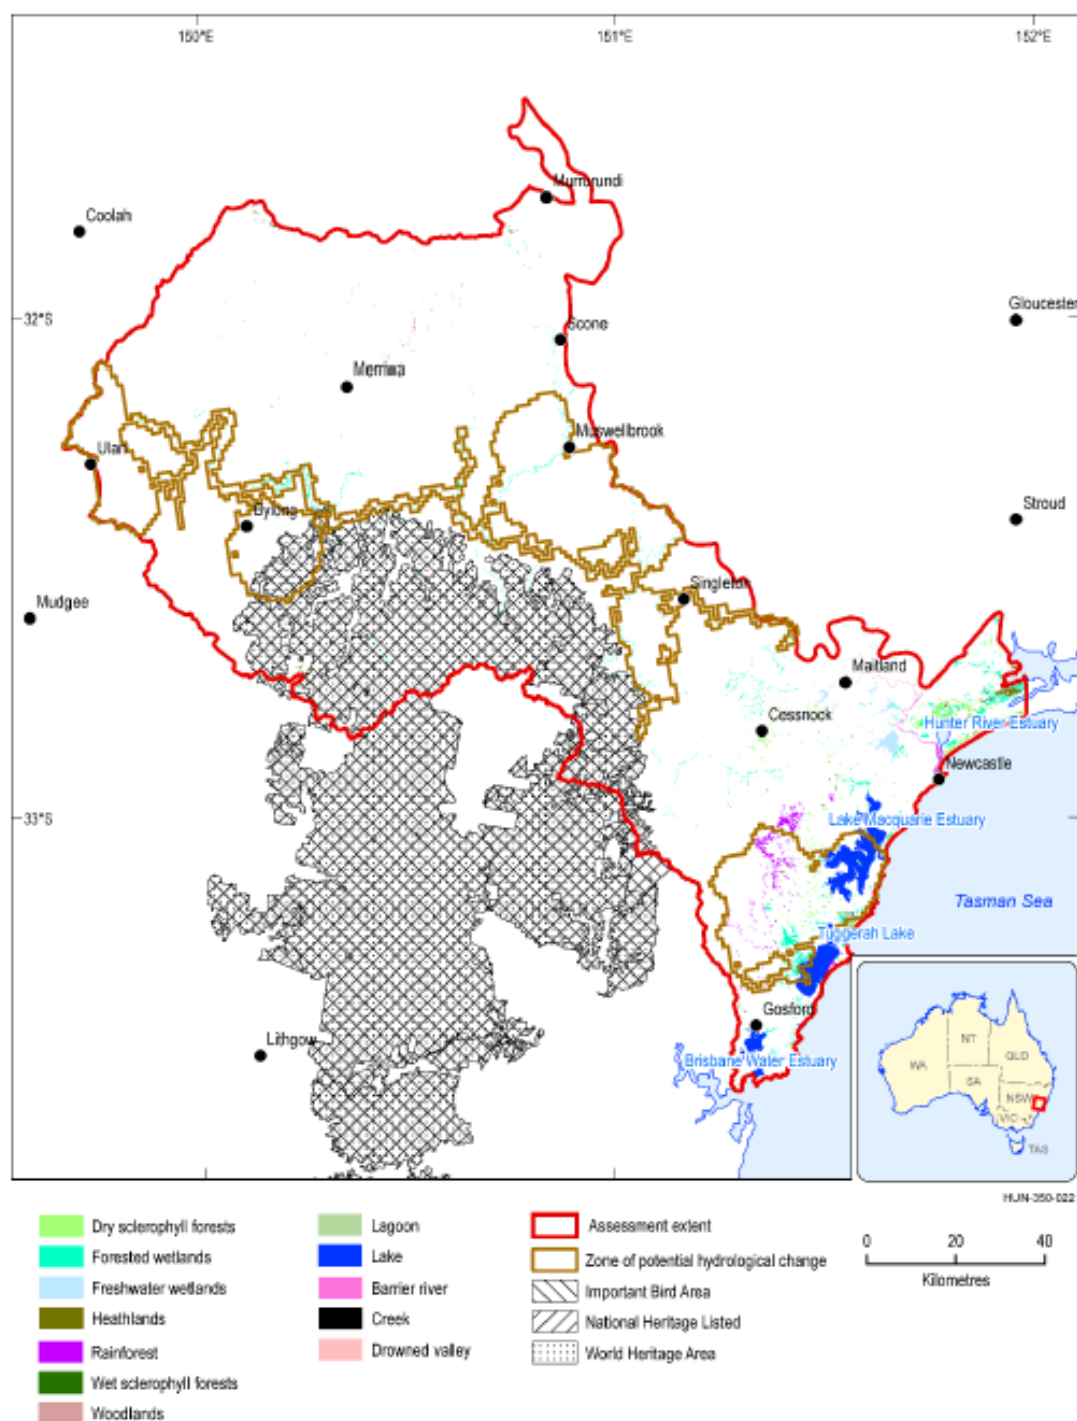 150°E
151°E
152°E
Murrurundi
Coolah
32°S
Gloucester
Scone
Merriwa
Muswellbrook
Ulan
Bylong
Stroud
Singleton
Mudgee
Maitland
Cessnock
Hunter River Estuary
Newcastle
33°S
Lake Macquarie Estuary
Tasman Sea
Tuggerah Lake
Gosford
Lithgow
Brisbane Water Estuary
WA
NT
QLD
SA
NSW
VIC
TAS
HUN-350-022
Dry sclerophyll forests
Forested wetlands
Freshwater wetlands
Heathlands
Rainforest
Wet sclerophyll forests
Woodlands
Lagoon
Lake
Barrier river
Creek
Drowned valley
Assessment extent
Zone of potential hydrological change
Important Bird Area
National Heritage Listed
World Heritage Area
0 20 40
Kilometres